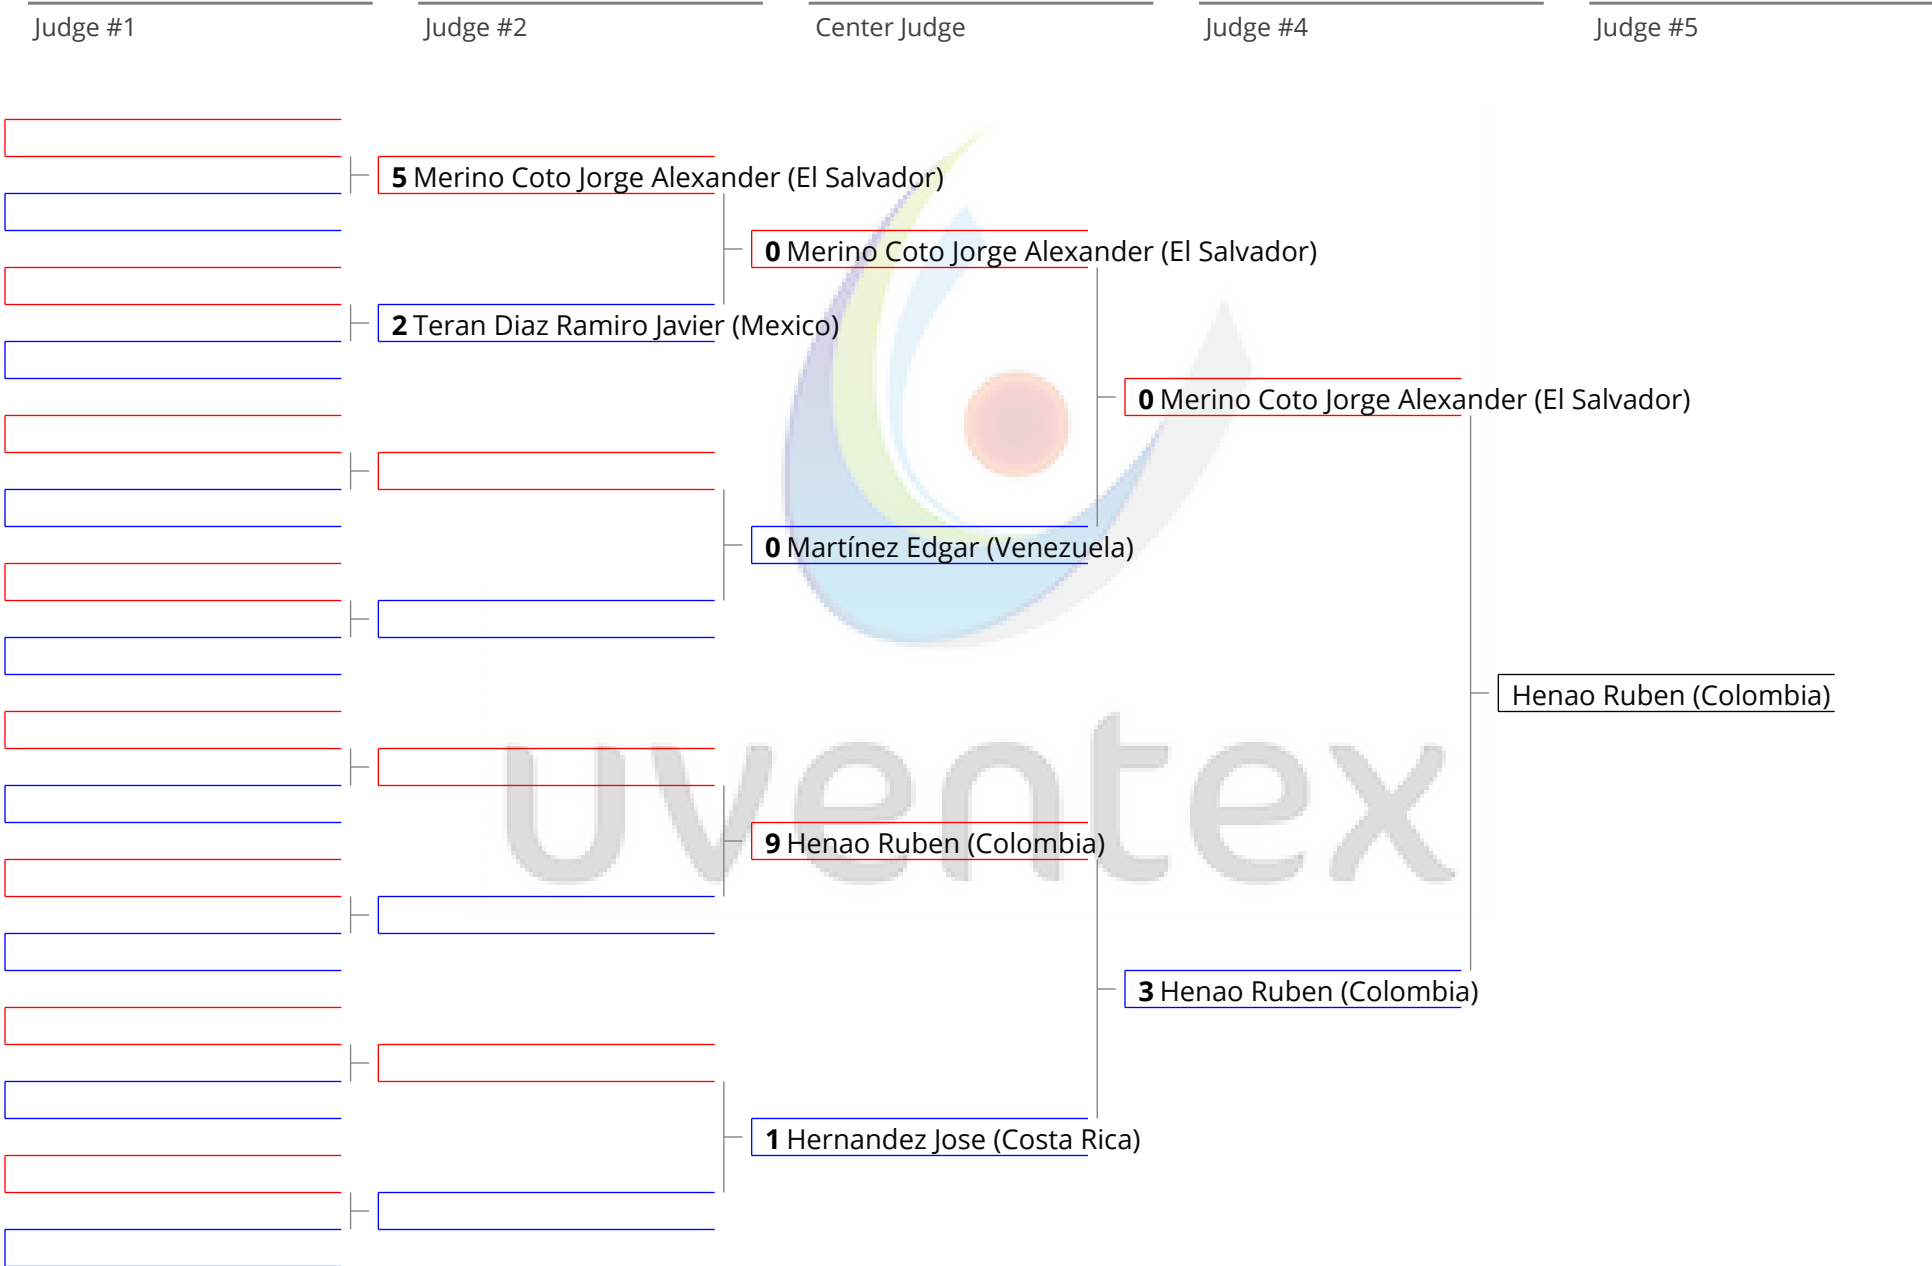 Judge #1
Judge #2
Center Judge
Judge #4
Judge #5
5 Merino Coto Jorge Alexander (El Salvador)
0 Merino Coto Jorge Alexander (El Salvador)
2 Teran Diaz Ramiro Javier (Mexico)
0 Merino Coto Jorge Alexander (El Salvador)
0 Martínez Edgar (Venezuela)
Henao Ruben (Colombia)
uventex
9 Henao Ruben (Colombia)
3 Henao Ruben (Colombia)
1 Hernandez Jose (Costa Rica)